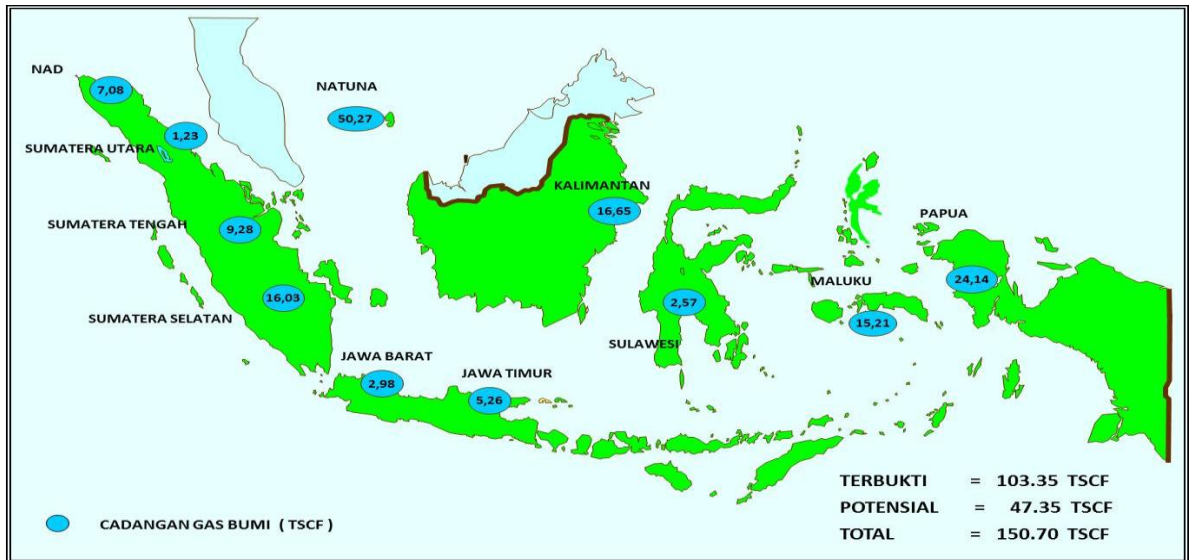 NAD
7,08
NATUNA
50,27
1,23
SUMATERA UTARA
KALIMANTAN
16,65
SUMATERA TENGAH
9,28
PAPUA
24,14
MALUKU
15,21
16,03
SUMATERA SELATAN
2,57
SULAWESI
JAWA BARAT
2,98
JAWA TIMUR
5,26
TERBUKTI = 103.35 TSCF
POTENSIAL = 47.35 TSCF
TOTAL = 150.70 TSCF
CADANGAN GAS BUMI ( TSCF )